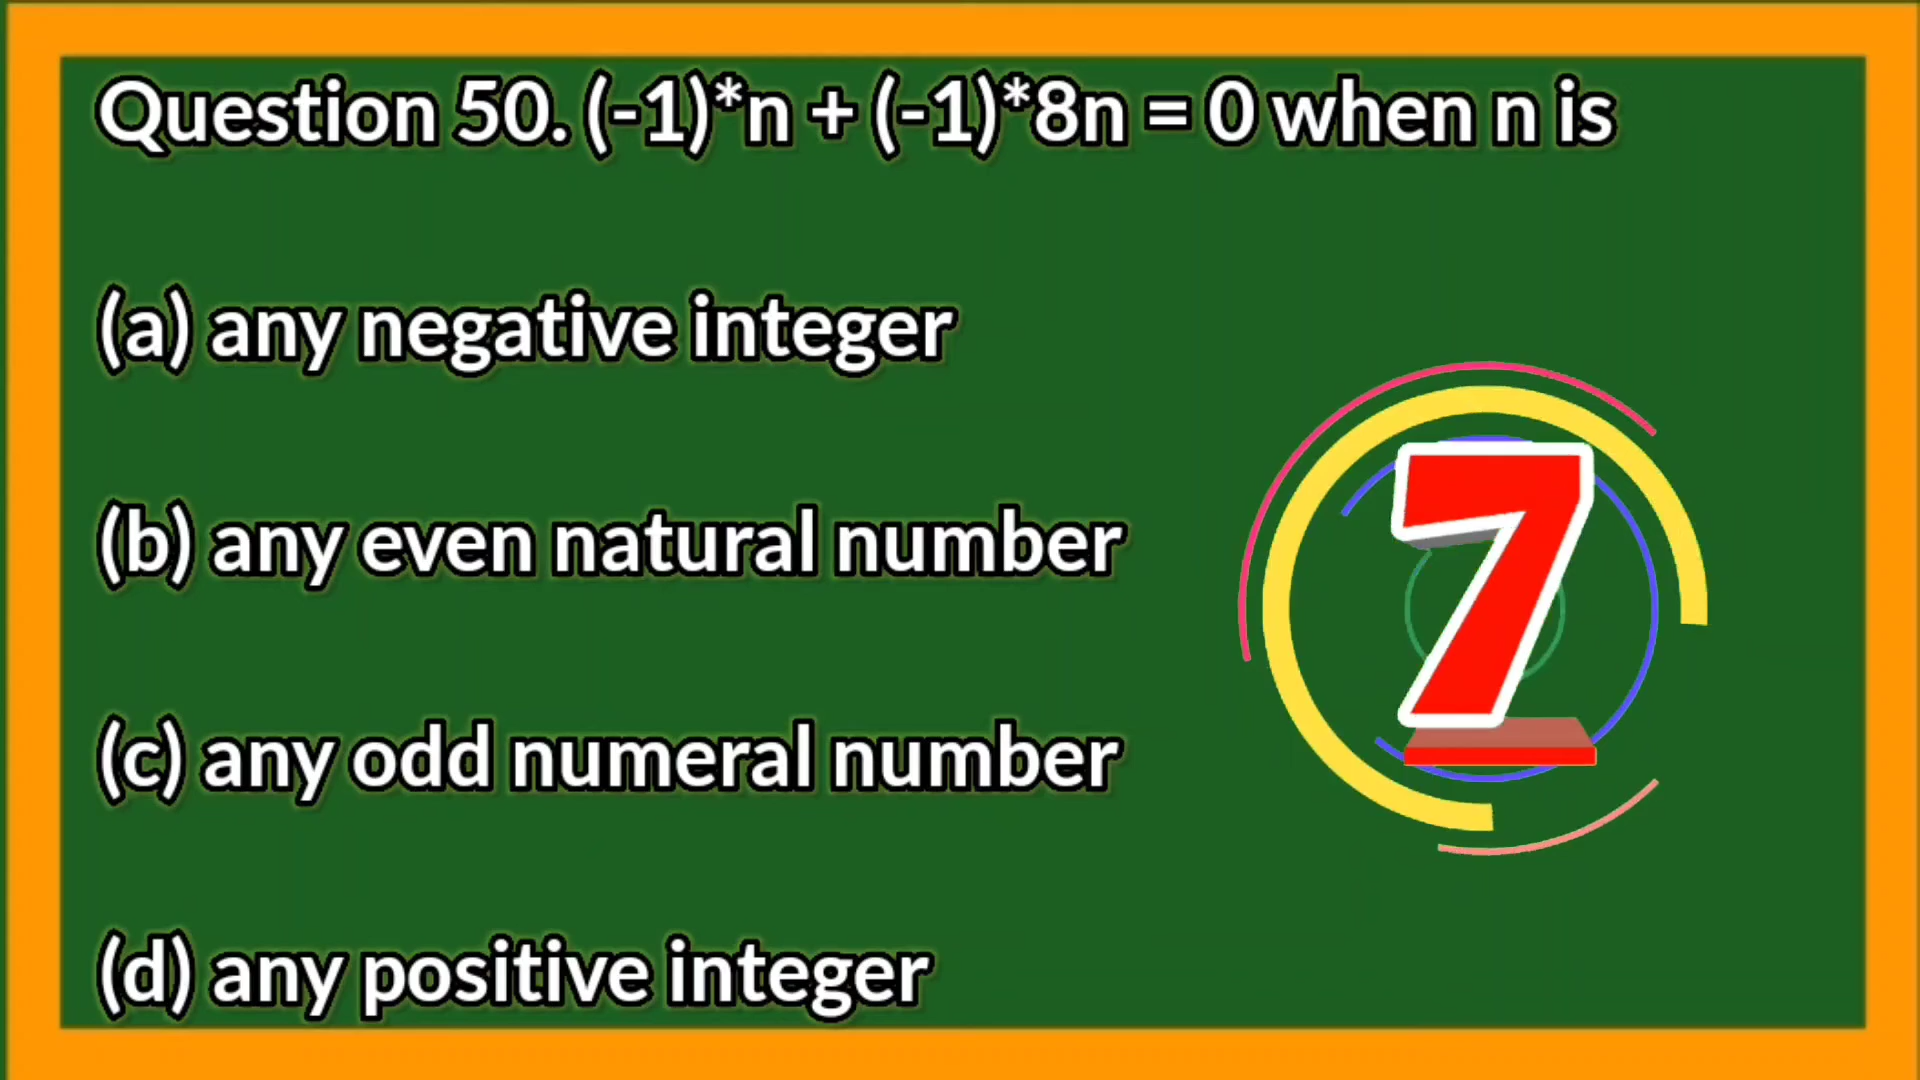 Question 50. (-1)*n + (-1)*8n = 0 when n is
(a) any negative integer
(b) any even natural number
(c) any odd numeral number
(d) any positive integer
7